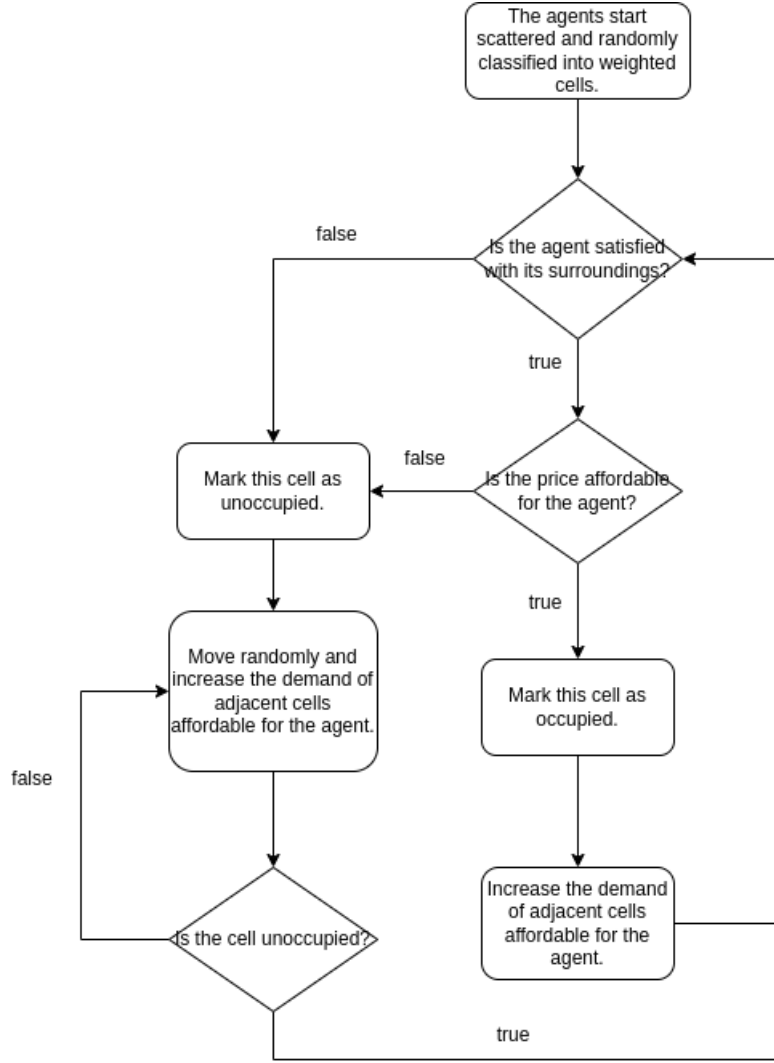 The agents start
scattered and randomly
classified into weighted
cells.
false
Is the agent satisfied
with its surroundings?
true
false
Mark this cell as
unoccupied.
Is the price affordable
for the agent?
true
Move randomly and
increase the demand of
adjacent cells
affordable for the agent.
Mark this cell as
occupied.
false
Increase the demand
of adjacent cells
affordable for the
agent.
Is the cell unoccupied?
true